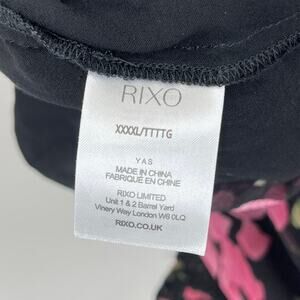 RIXO
XXXXL/TTTTG
YAS
MADE IN CHINA
FABRIQUÉ EN CHINE
RIXO LIMITED
Unit 1 & 2 Barrel Yard
Vinery Way London W6 0LQ
RIXO.CO.UK